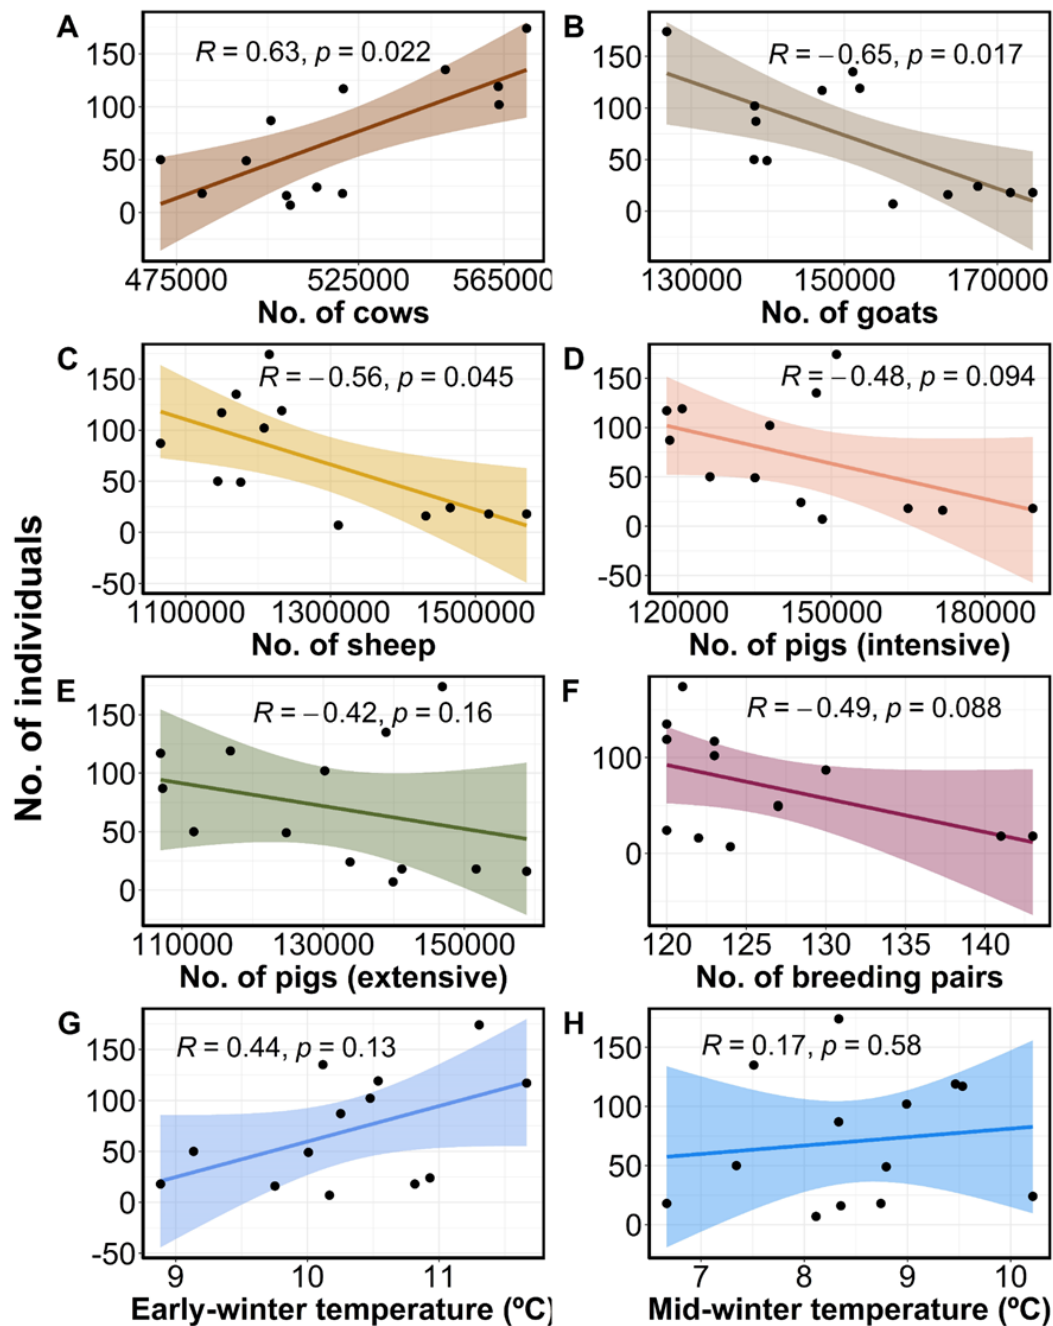 No. of individuals
A
R = 0.63, p = 0.022
150
100
50
0
475000 525000 565000
No. of cows
B
R = −0.65, p = 0.017
150
100
50
0
130000 150000 170000
No. of goats
C
R = −0.56, p = 0.045
150
100
50
0
-50
1100000 1300000 1500000
No. of sheep
D
R = −0.48, p = 0.094
150
100
50
0
-50
120000 150000 180000
No. of pigs (intensive)
E
R = −0.42, p = 0.16
150
100
50
0
110000 130000 150000
No. of pigs (extensive)
F
R = −0.49, p = 0.088
100
0
120 125 130 135 140
No. of breeding pairs
G
R = 0.44, p = 0.13
150
100
50
0
-50
9 10 11
Early-winter temperature (ºC)
H
R = 0.17, p = 0.58
150
100
50
0
7 8 9 10
Mid-winter temperature (ºC)